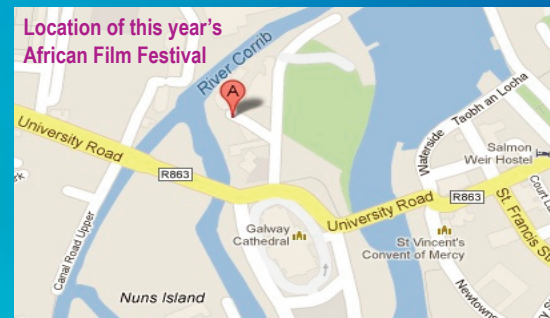 Location of this year's
African Film Festival
River Corrib
A
University Road
R863
Taobh an Locha
Waterside
Salmon
Weir Hostel
R863
University Road
St. Francis St
Galway
Cathedral
St Vincent's
Convent of Mercy
Canal Road Upper
Nuns Island